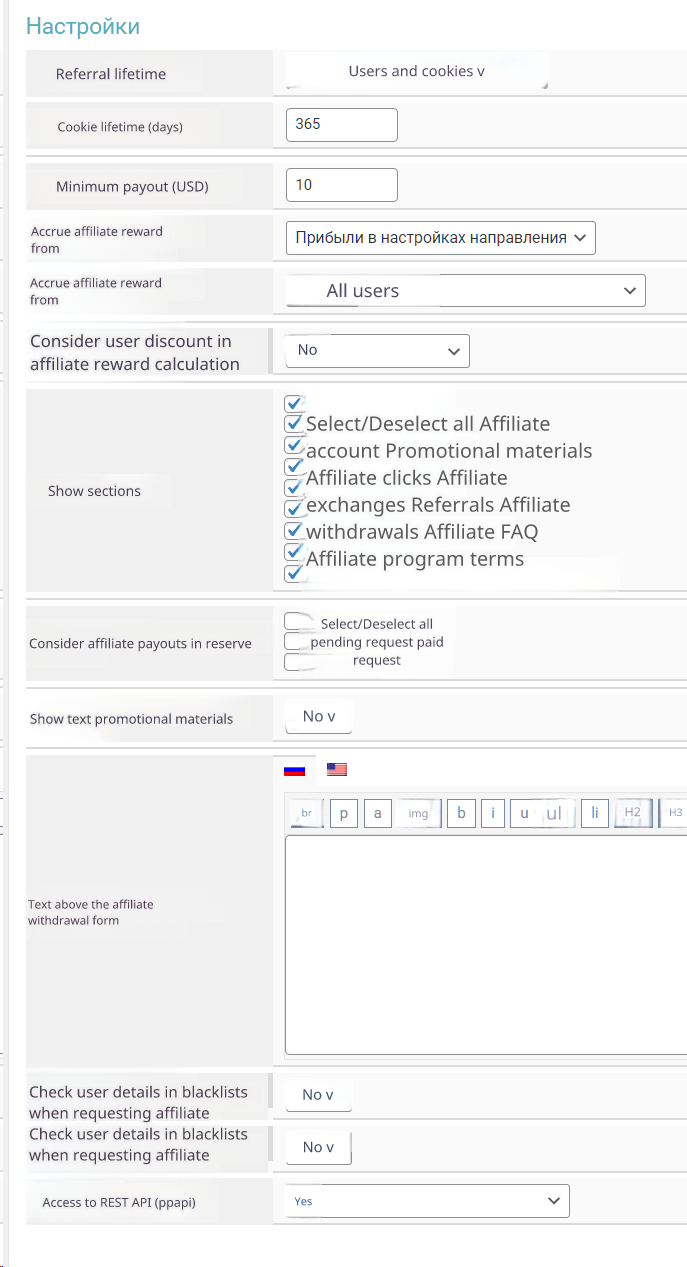 Настройки
Referral lifetime
Users and cookies v
Cookie lifetime (days)
365
Minimum payout (USD)
10
Accrue affiliate reward
from
Прибыли в настройках направления
Accrue affiliate reward
from
All users
Consider user discount in
affiliate reward calculation
No
Show sections
Select/Deselect all Affiliate
account Promotional materials
Affiliate clicks Affiliate
exchanges Referrals Affiliate
withdrawals Affiliate FAQ
Affiliate program terms
Consider affiliate payouts in reserve
Select/Deselect all
pending request paid
request
Show text promotional materials
No v
br p a img b i u ul li H2 H3
Text above the affiliate
withdrawal form
Check user details in blacklists
when requesting affiliate
No v
Check user details in blacklists
when requesting affiliate
No v
Access to REST API (ppapi)
Yes